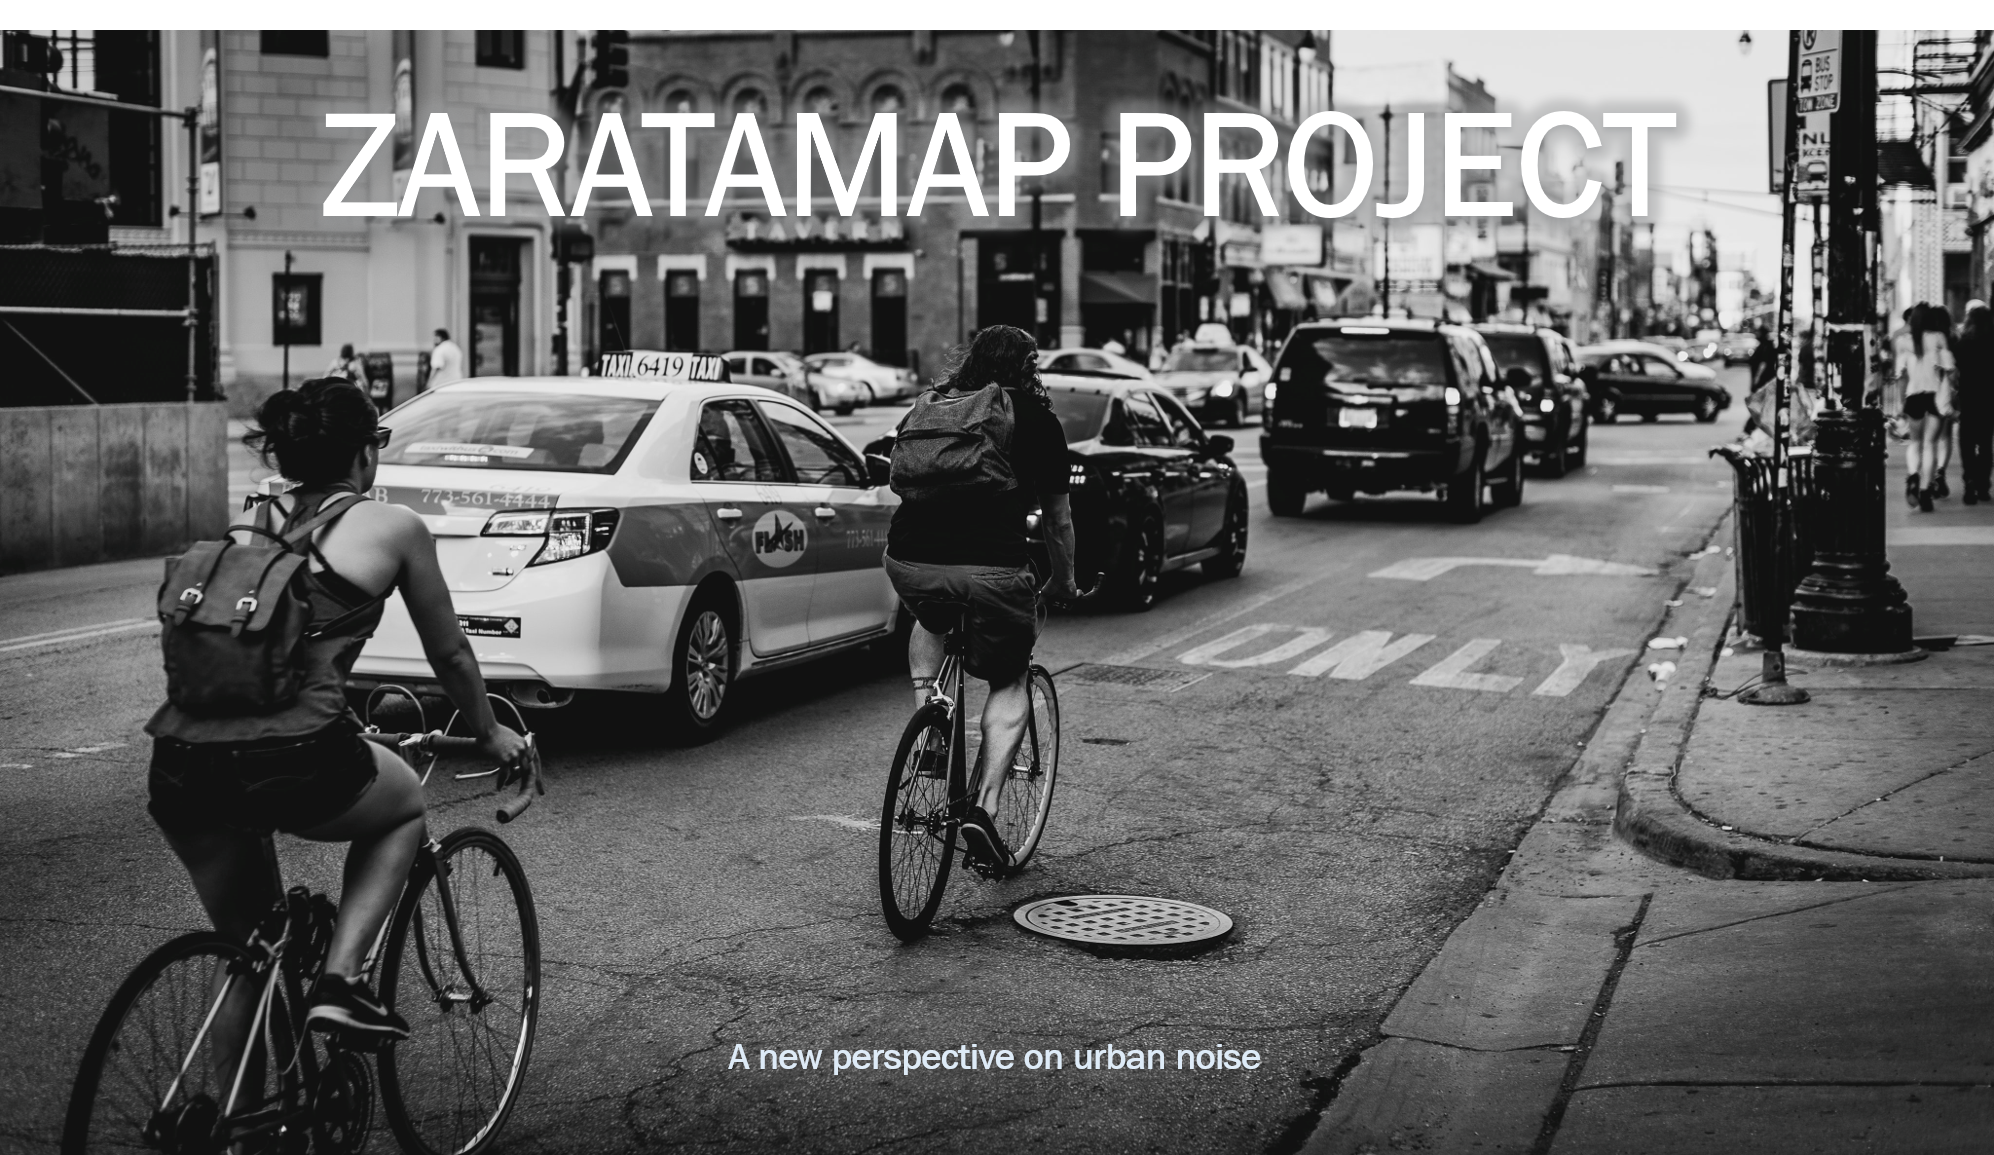 ZARATAMAP PROJECT
BUS
STOP
TOW ZONE
TAVERN
TAXI 6419 TAXI
B 773-561-4444
FLASH
ONLY
A new perspective on urban noise